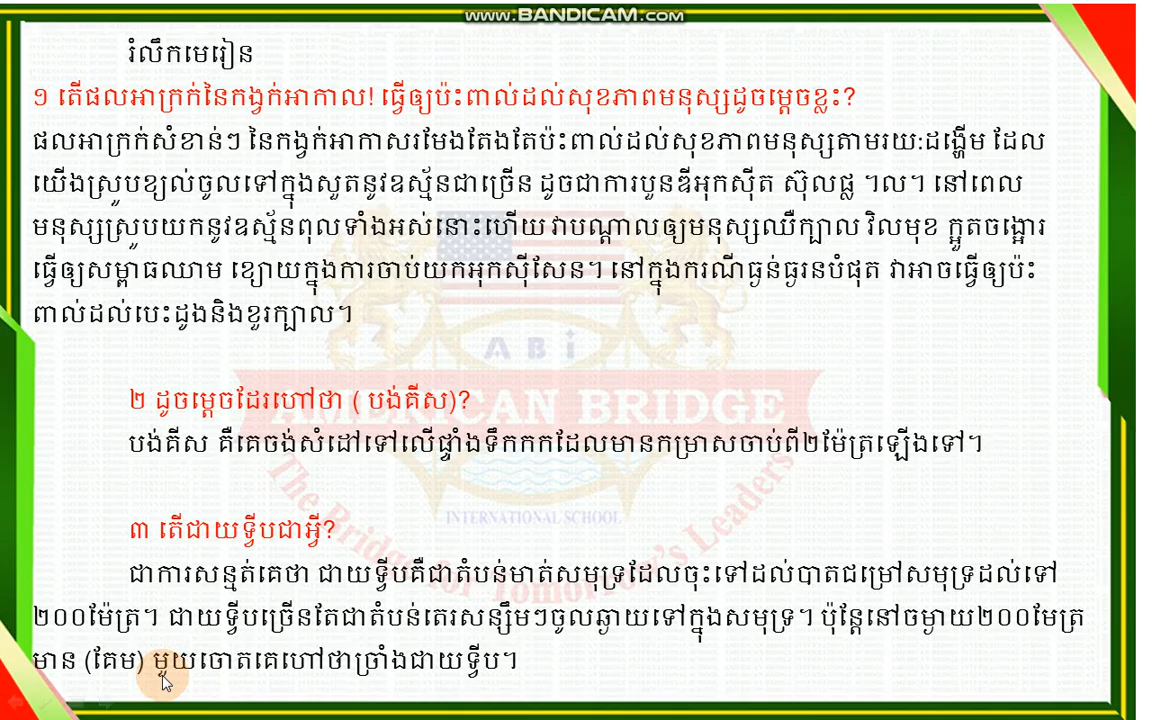 www.BANDICAM.com
រំលឹកមេរៀន
១ តើផលអាក្រក់នៃកង្វក់អាកាល! ធ្វើឲ្យប៉ះពាល់ដល់សុខភាពមនុស្សដូចម្ដេចខ្លះ?
ផលអាក្រក់សំខាន់ៗ នៃកង្វក់អាកាសរមែងតែងតែប៉ះពាល់ដល់សុខភាពមនុស្សតាមរយ:ដង្ហើម ដែល
យើងស្រូបខ្យល់ចូលទៅក្នុងសួតនូវឧស្ម័នជាច្រើន ដូចជាការបូនឌីអុកស៊ីត ស៊ុលផ្ល ។ល។ នៅពេល
មនុស្សស្រូបយកនូវឧស្ម័នពុលទាំងអស់នោះហើយវាបណ្ដាលឲ្យមនុស្សឈឺក្បាល វិលមុខ ក្អួតចង្អោរ
ធ្វើឲ្យសម្ពាធឈាម ខ្សោយក្នុងការចាប់យកអុកស៊ីសែន។ នៅក្នុងករណីធ្ងន់ធ្ងរនបំផុត វាអាចធ្វើឲ្យប៉ះ
ពាល់ដល់បេះដូងនិងខួរក្បាល។
ABi
២ ដូចម្ដេចដែរហៅថា ( បង់គីស)?
AMERICAN BRIDGE
បង់គីស គឺគេចង់សំដៅទៅលើផ្ទាំងទឹកកកដែលមានកម្រាសចាប់ពី២ម៉ែត្រឡើងទៅ។
INTERNATIONAL SCHOOL
The Bridge for Tomorrow's Leaders
៣ តើជាយទ្វីបជាអ្វី?
ជាការសន្មត់គេថា ជាយទ្វីបគឺជាតំបន់មាត់សមុទ្រដែលចុះទៅដល់បាតជម្រៅសមុទ្រដល់ទៅ
២០០ម៉ែត្រ។ ជាយទ្វីបច្រើនតែជាតំបន់តេរសន្សឹមៗចូលឆ្ងាយទៅក្នុងសមុទ្រ។ ប៉ុន្តែនៅចម្ងាយ២០០មែត្រ
មាន (គែម) មួយចោតគេហៅថាច្រាំងជាយទ្វីប។